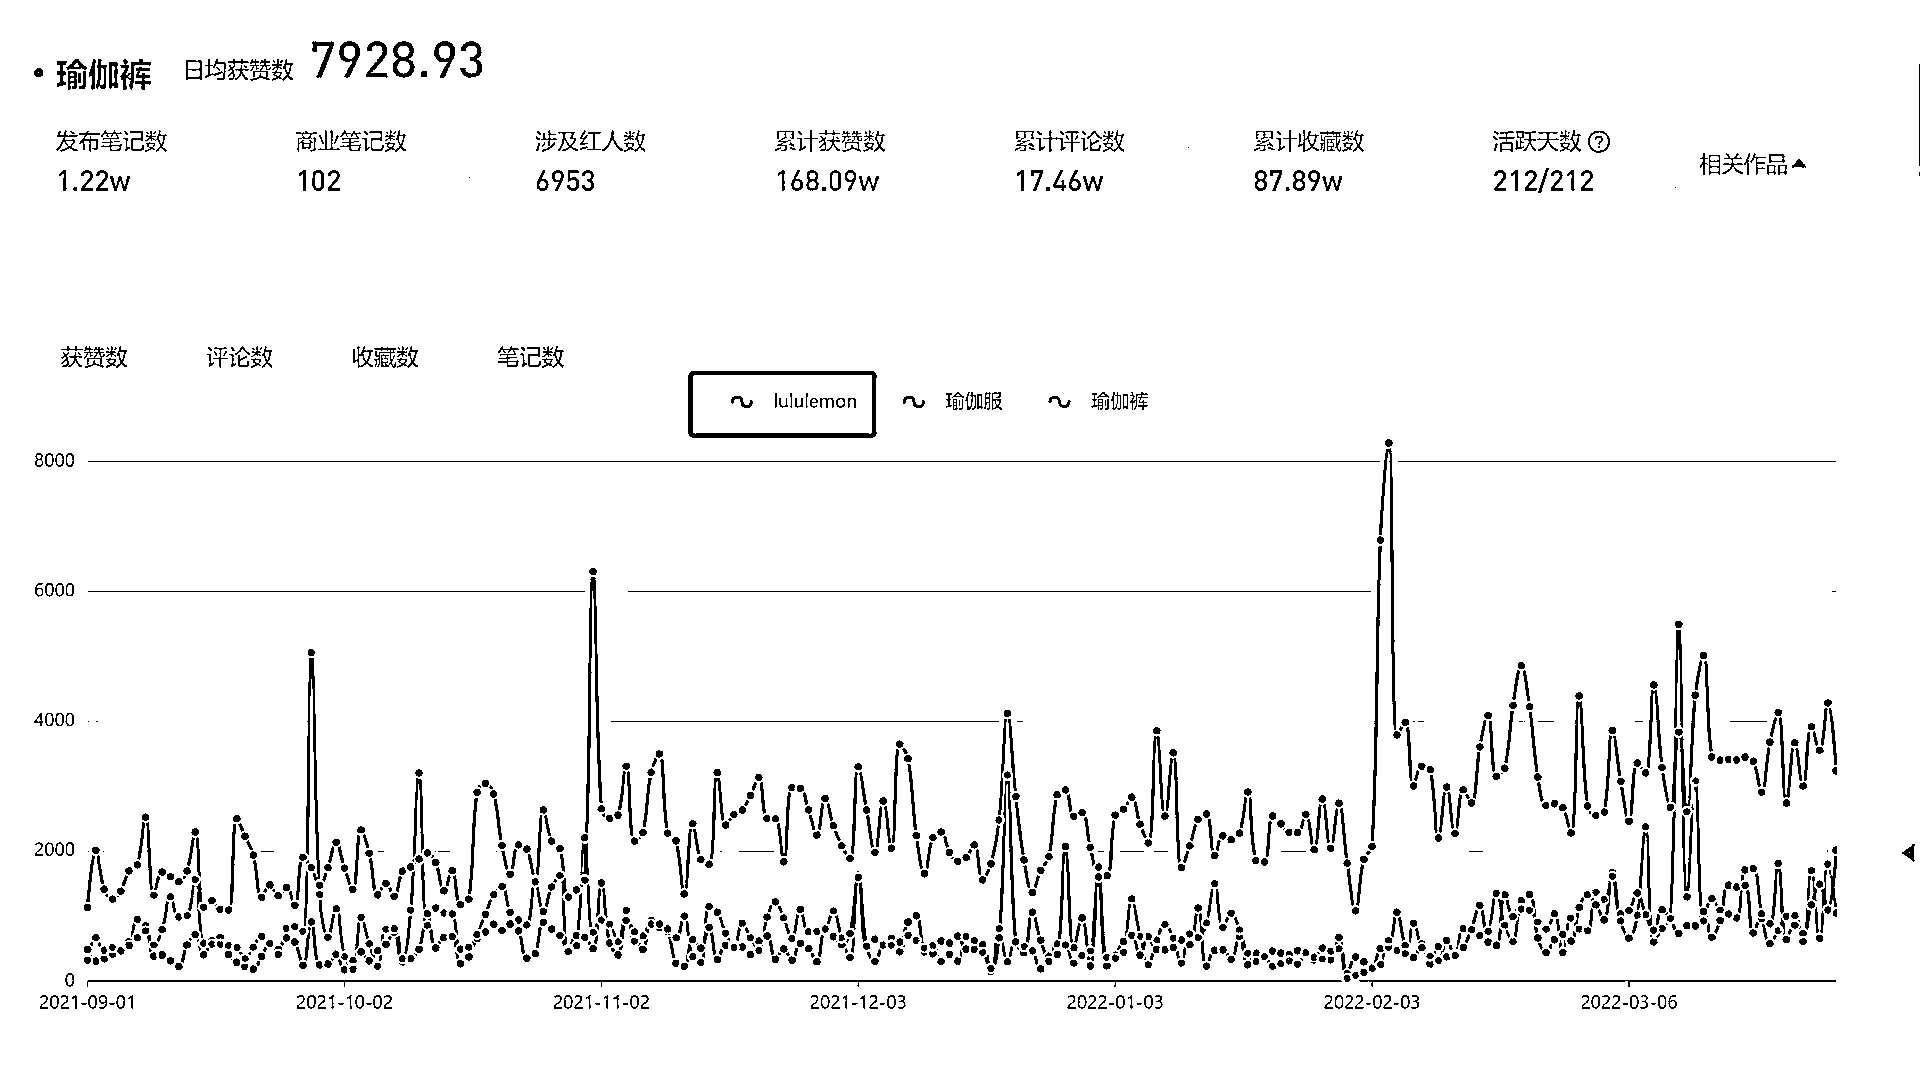 • 瑜伽裤 日均获赞数 7928.93
发布笔记数 商业笔记数 涉及红人数 累计获赞数 累计评论数 累计收藏数 活跃天数 ?
1.22w 102 6953 168.09w 17.46w 87.89w 212/212
相关作品
获赞数 评论数 收藏数 笔记数
lululemon 瑜伽服 瑜伽裤
8000
6000
4000
2000
0
2021-09-01 2021-10-02 2021-11-02 2021-12-03 2022-01-03 2022-02-03 2022-03-06